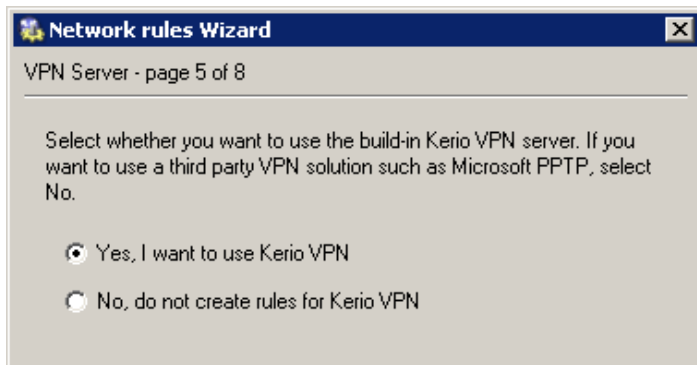 Network rules Wizard
VPN Server - page 5 of 8
Select whether you want to use the build-in Kerio VPN server. If you
want to use a third party VPN solution such as Microsoft PPTP, select
No.
Yes, I want to use Kerio VPN
No, do not create rules for Kerio VPN